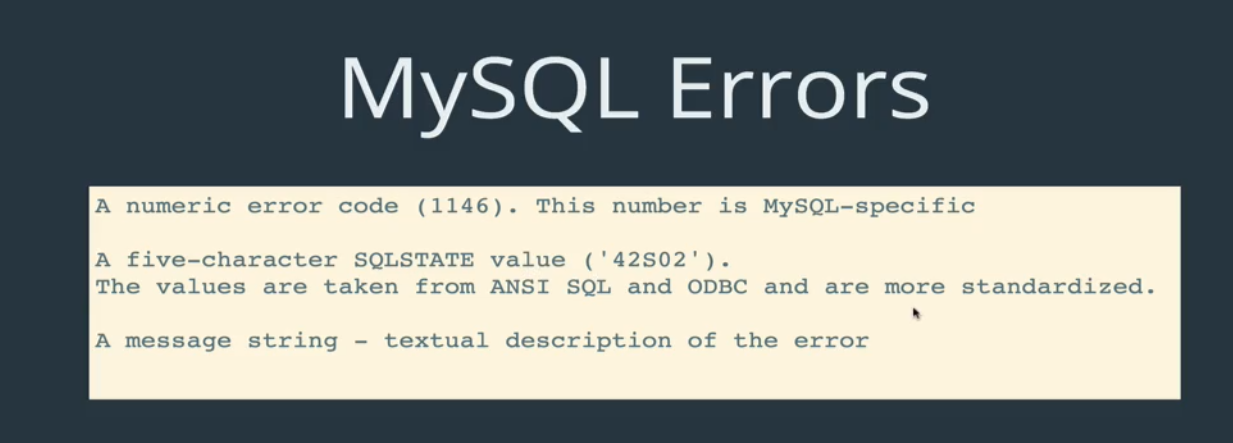 MySQL Errors
A numeric error code (1146). This number is MySQL-specific
A five-character SQLSTATE value ('42S02').
The values are taken from ANSI SQL and ODBC and are more standardized.
A message string - textual description of the error